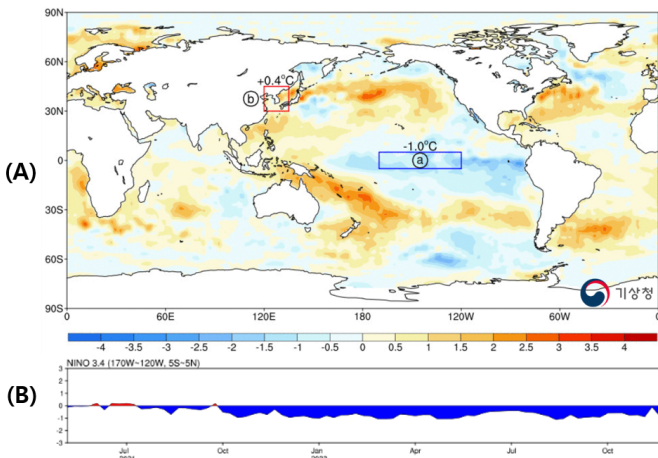 (A)
90N
60N
30N
0
30S
60S
90S
+0.4°C
ⓑ
-1.0°C
ⓐ
기상청
0 60E 120E 180 120W 60W 0
-4 -3.5 -3 -2.5 -2 -1.5 -1 -0.5 0 0.5 1 1.5 2 2.5 3 3.5 4
(B)
NINO 3.4 (170W~120W, 5S~5N)
3
2
1
0
-1
-2
-3
Jul Oct Jan Apr Jul Oct